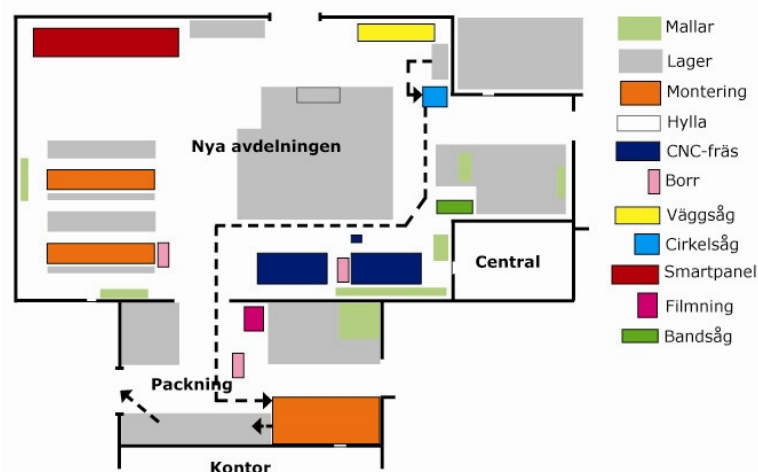 Nya avdelningen
Central
Packning
Kontor
Mallar
Lager
Montering
Hylla
CNC-fräs
Borr
Väggsåg
Cirkelsåg
Smartpanel
Filmning
Bandsåg